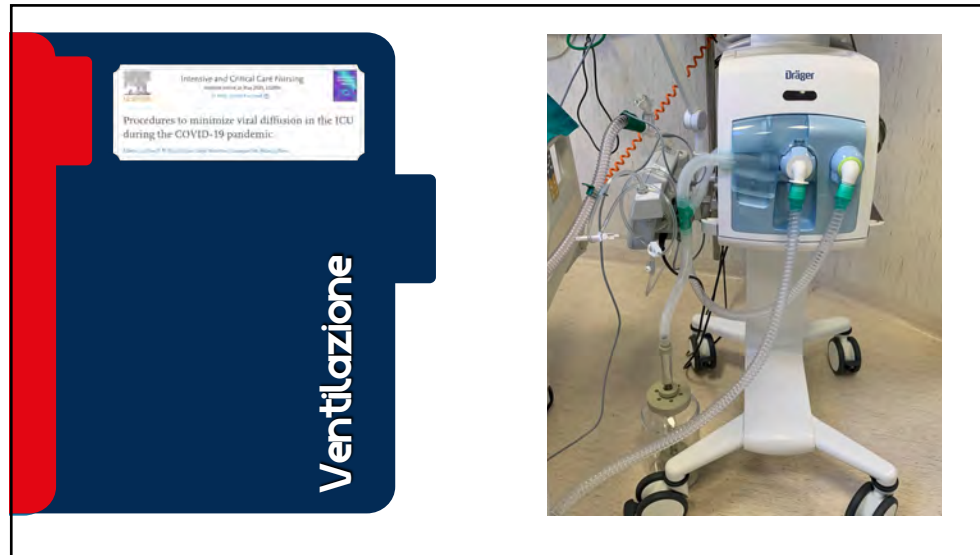 Intensive and Critical Care Nursing
Procedures to minimize viral diffusion in the ICU
during the COVID-19 pandemic
Ventilazione
Dräger